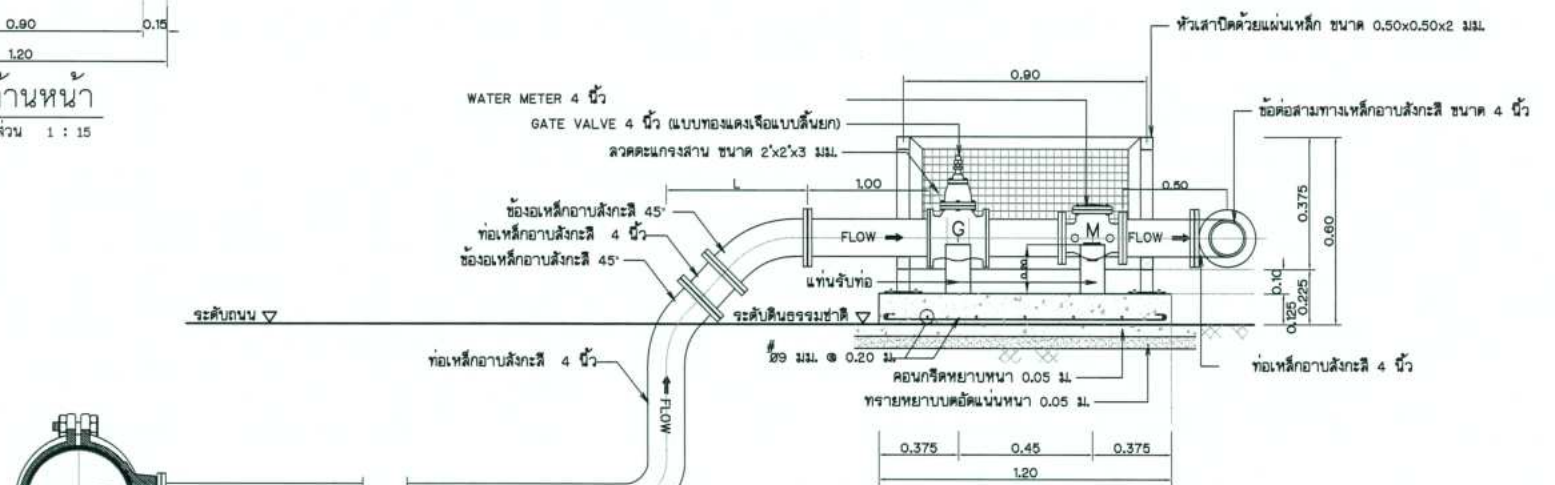 0.90
0.15
1.20
้านหน้า
ส่วน 1 : 15
หัวเสาปิดด้วยแผ่นเหล็ก ขนาด 0.50x0.50x2 มม.
0.90
WATER METER 4 นิ้ว
GATE VALVE 4 นิ้ว (แบบทองแดงเจือแบบลิ้นยก)
ลวดตะแกรงสาน ขนาด 2"x2"x3 มม.
ข้อต่อสามทางเหล็กอาบสังกะสี ขนาด 4 นิ้ว
L
1.00
0.50
0.375
0.60
ข้องอเหล็กอาบสังกะสี 45°
ท่อเหล็กอาบสังกะสี 4 นิ้ว
ข้องอเหล็กอาบสังกะสี 45°
FLOW
G
M
FLOW
แท่นรับท่อ
0.20
0.10
0.225
0.125
ระดับถนน
ระดับดินธรรมชาติ
# Ø9 มม. @ 0.20 ม.
ท่อเหล็กอาบสังกะสี 4 นิ้ว
คอนกรีตหยาบหนา 0.05 ม.
ทรายหยาบบดอัดแน่นหนา 0.05 ม.
ท่อเหล็กอาบสังกะสี 4 นิ้ว
FLOW
0.375
0.45
0.375
1.20